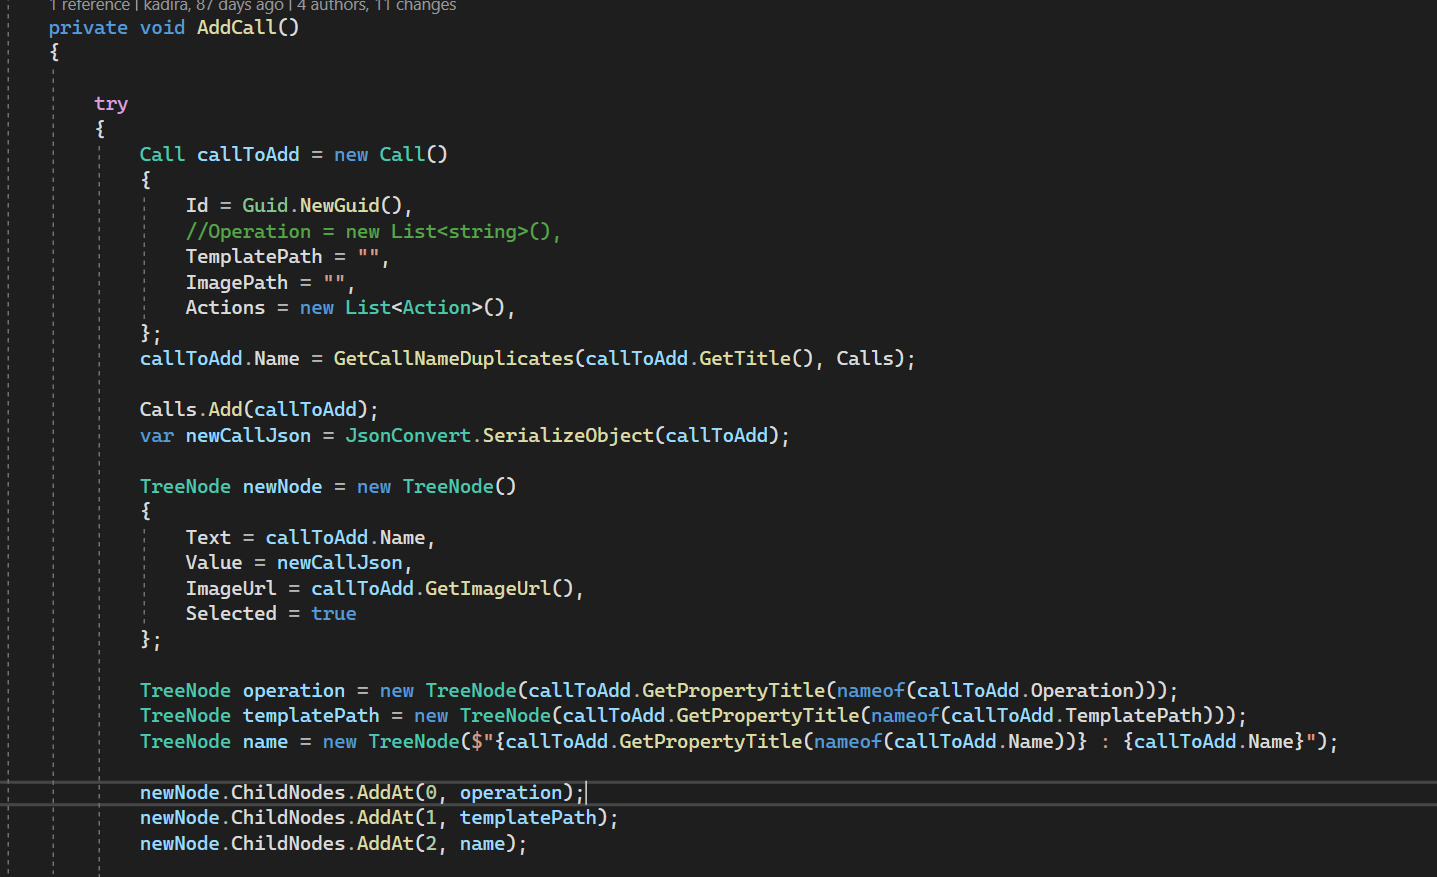 1 reference | kadira, 87 days ago | 4 authors, 11 changes
private void AddCall()
{
try
{
Call callToAdd = new Call()
{
Id = Guid.NewGuid(),
//Operation = new List<string>(),
TemplatePath = "",
ImagePath = "",
Actions = new List<Action>(),
};
callToAdd.Name = GetCallNameDuplicates(callToAdd.GetTitle(), Calls);
Calls.Add(callToAdd);
var newCallJson = JsonConvert.SerializeObject(callToAdd);
TreeNode newNode = new TreeNode()
{
Text = callToAdd.Name,
Value = newCallJson,
ImageUrl = callToAdd.GetImageUrl(),
Selected = true
};
TreeNode operation = new TreeNode(callToAdd.GetPropertyTitle(nameof(callToAdd.Operation)));
TreeNode templatePath = new TreeNode(callToAdd.GetPropertyTitle(nameof(callToAdd.TemplatePath)));
TreeNode name = new TreeNode($"{callToAdd.GetPropertyTitle(nameof(callToAdd.Name))} : {callToAdd.Name}");
newNode.ChildNodes.AddAt(0, operation);
newNode.ChildNodes.AddAt(1, templatePath);
newNode.ChildNodes.AddAt(2, name);